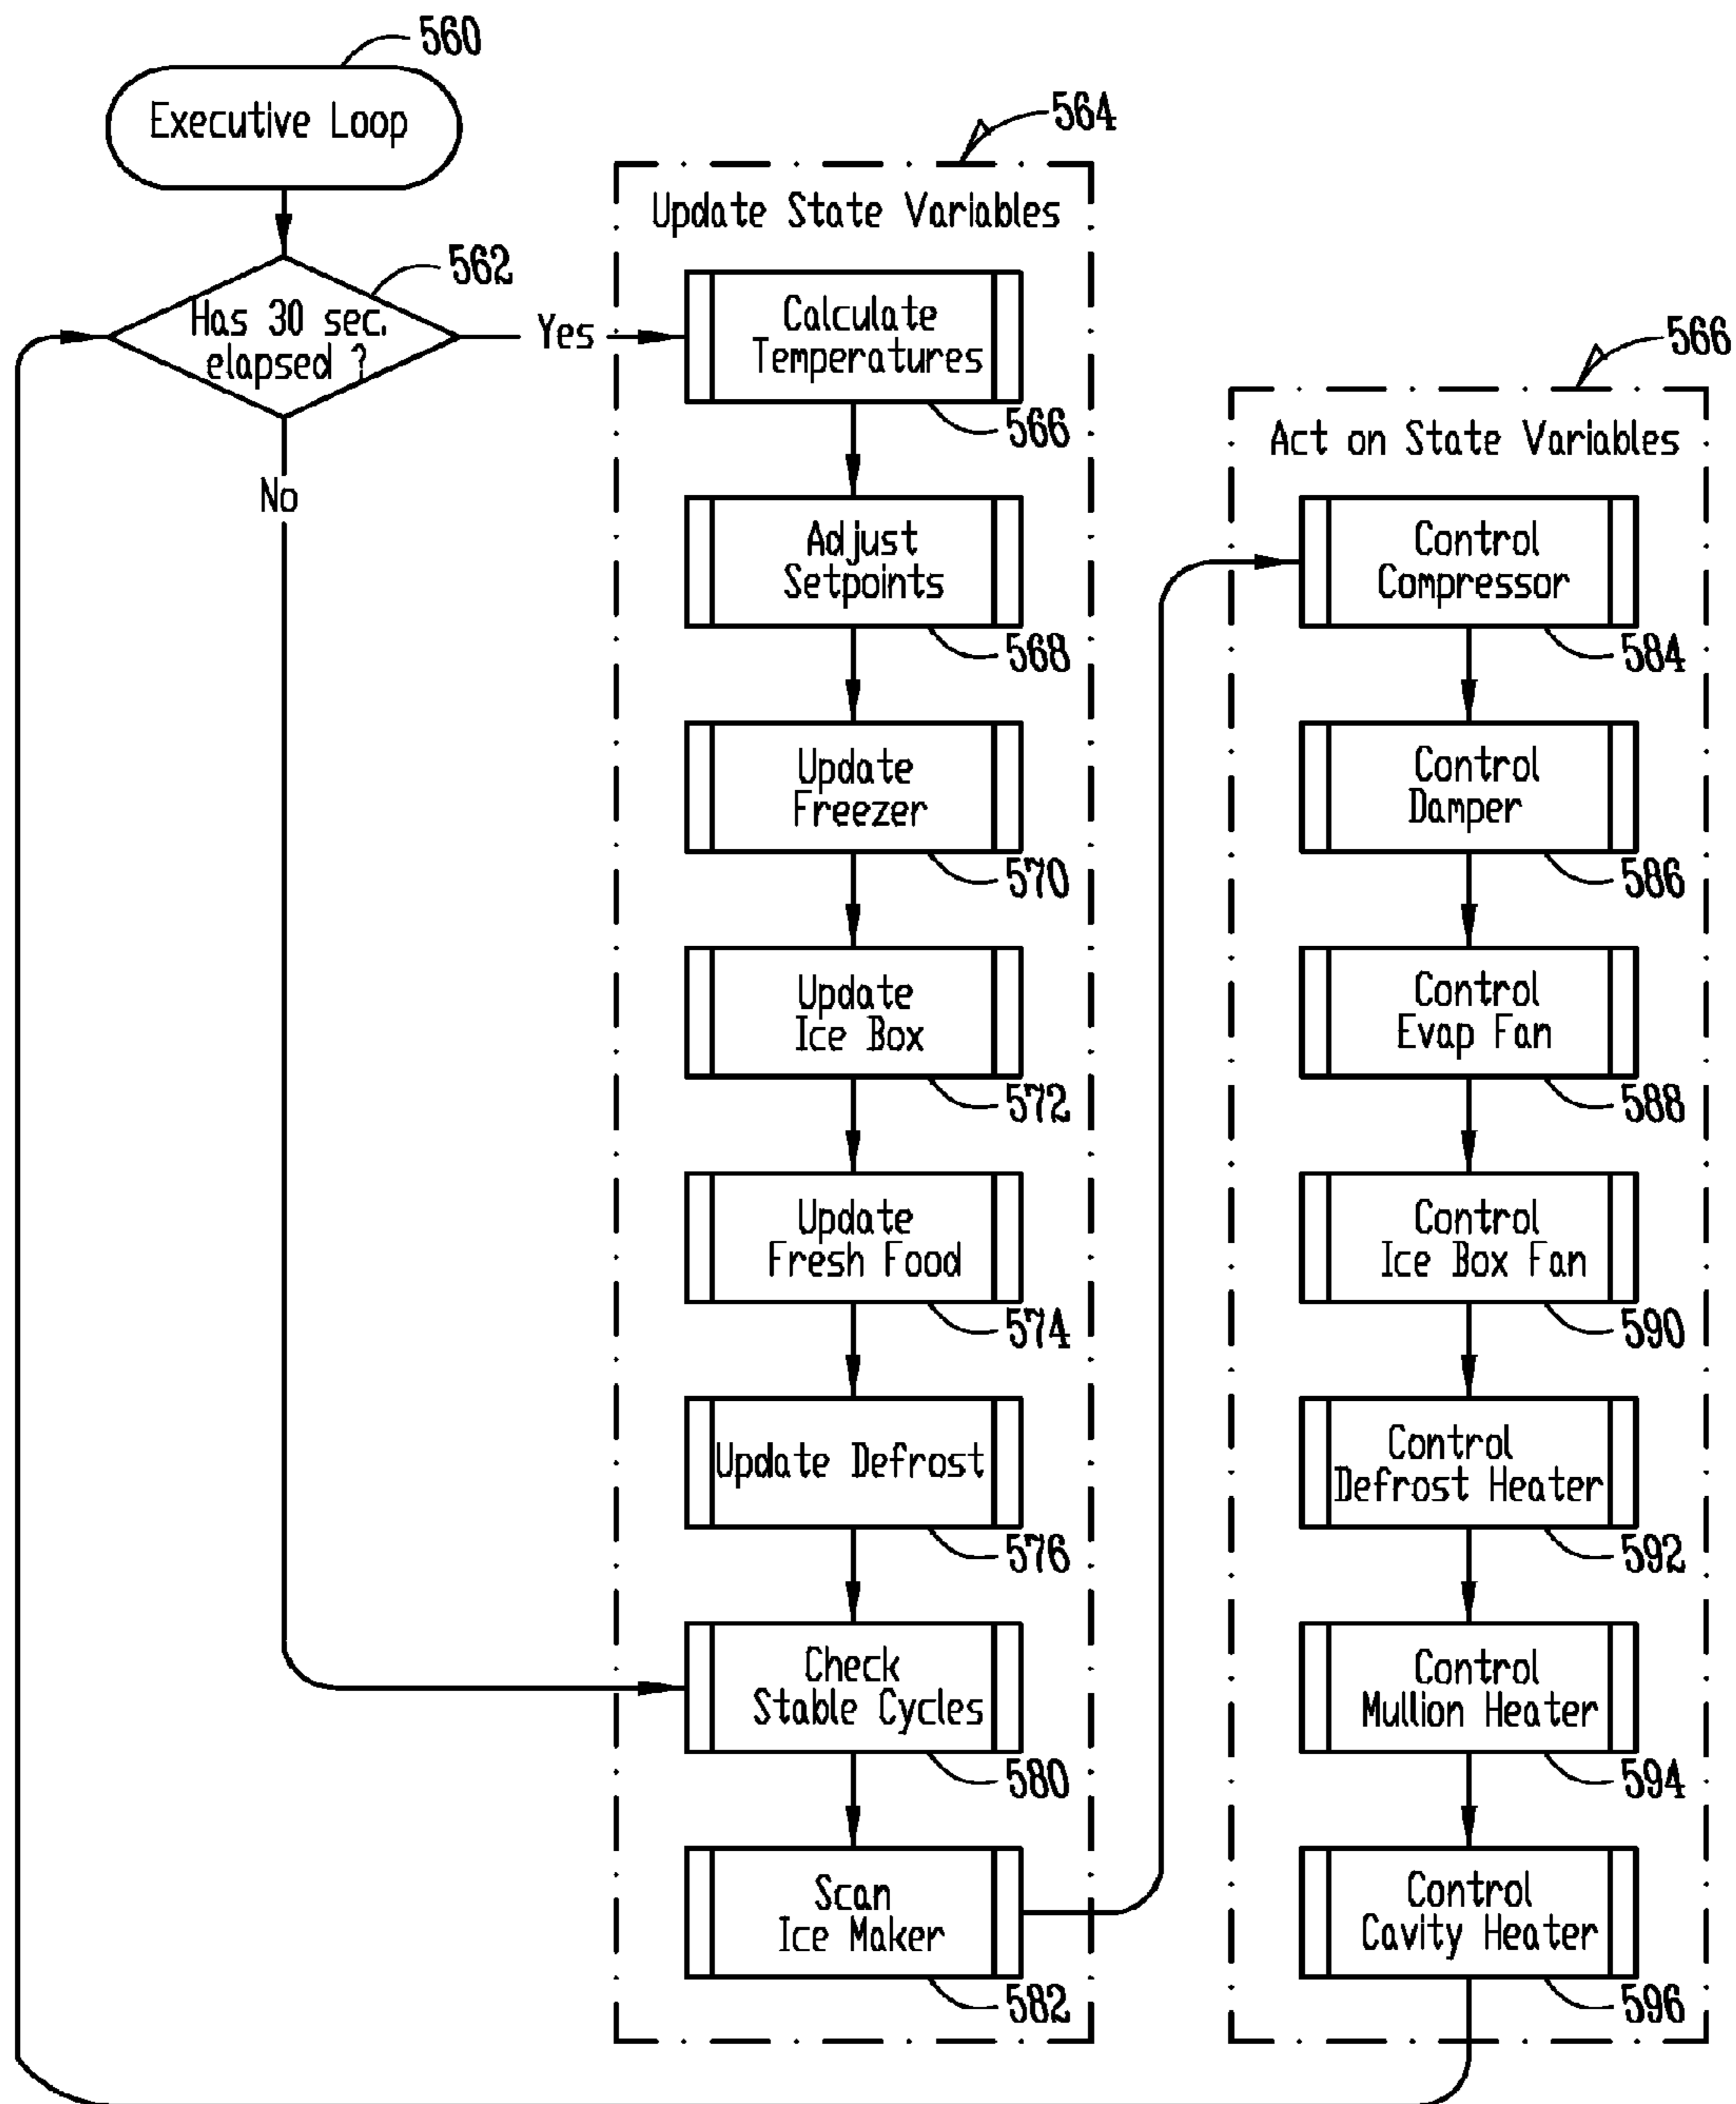 560
Executive Loop
562
Has 30 sec.
elapsed ?
Yes
No
564
Update State Variables
Calculate
Temperatures
566
Adjust
Setpoints
568
Update
Freezer
570
Update
Ice Box
572
Update
Fresh Food
574
Update Defrost
576
Check
Stable Cycles
580
Scan
Ice Maker
582
566
Act on State Variables
Control
Compressor
584
Control
Damper
586
Control
Evap Fan
588
Control
Ice Box Fan
590
Control
Defrost Heater
592
Control
Mullion Heater
594
Control
Cavity Heater
596